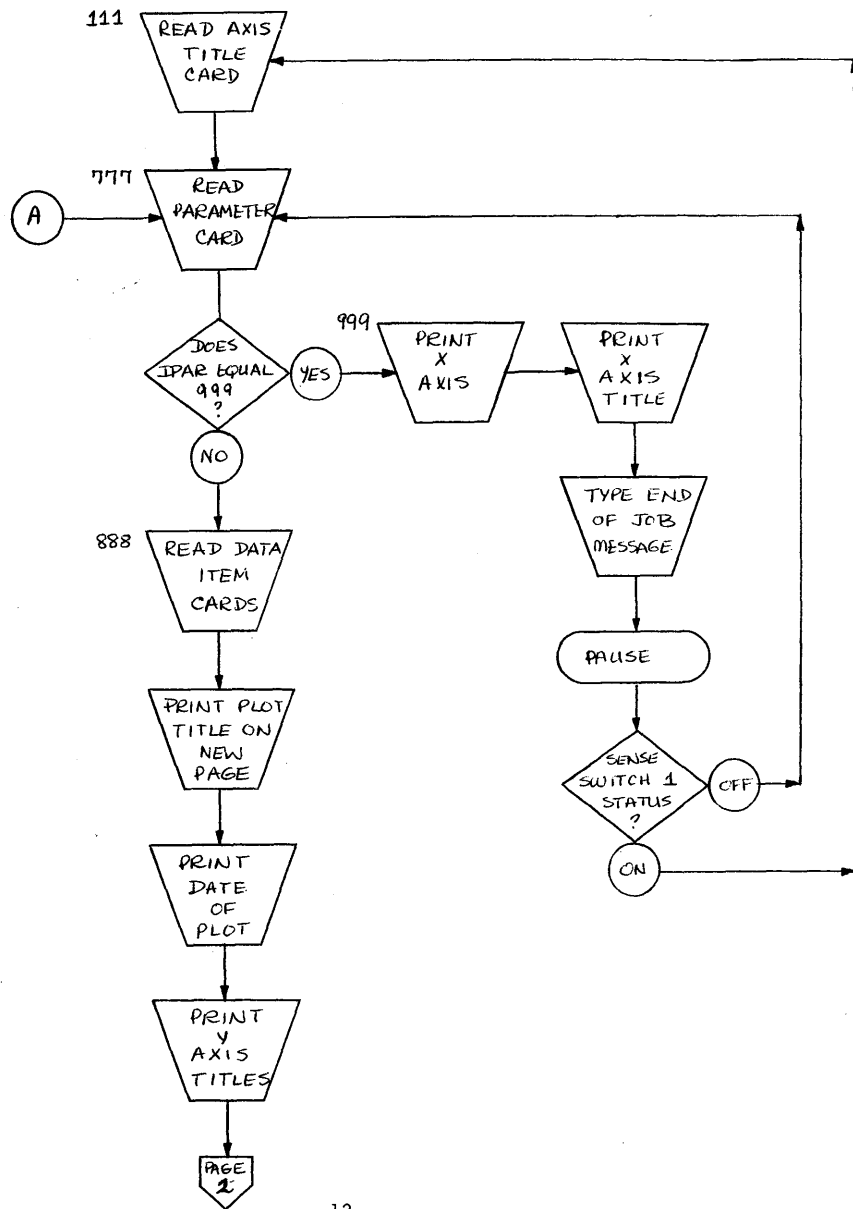 111
READ AXIS
TITLE
CARD
777
READ
PARAMETER
CARD
A
DOES
IPAR EQUAL
999
?
YES
NO
999
PRINT
X
AXIS
PRINT
X
AXIS
TITLE
TYPE END
OF JOB
MESSAGE
PAUSE
SENSE
SWITCH 1
STATUS
?
OFF
ON
888
READ DATA
ITEM
CARDS
PRINT PLOT
TITLE ON
NEW
PAGE
PRINT
DATE
OF
PLOT
PRINT
Y
AXIS
TITLES
PAGE
2